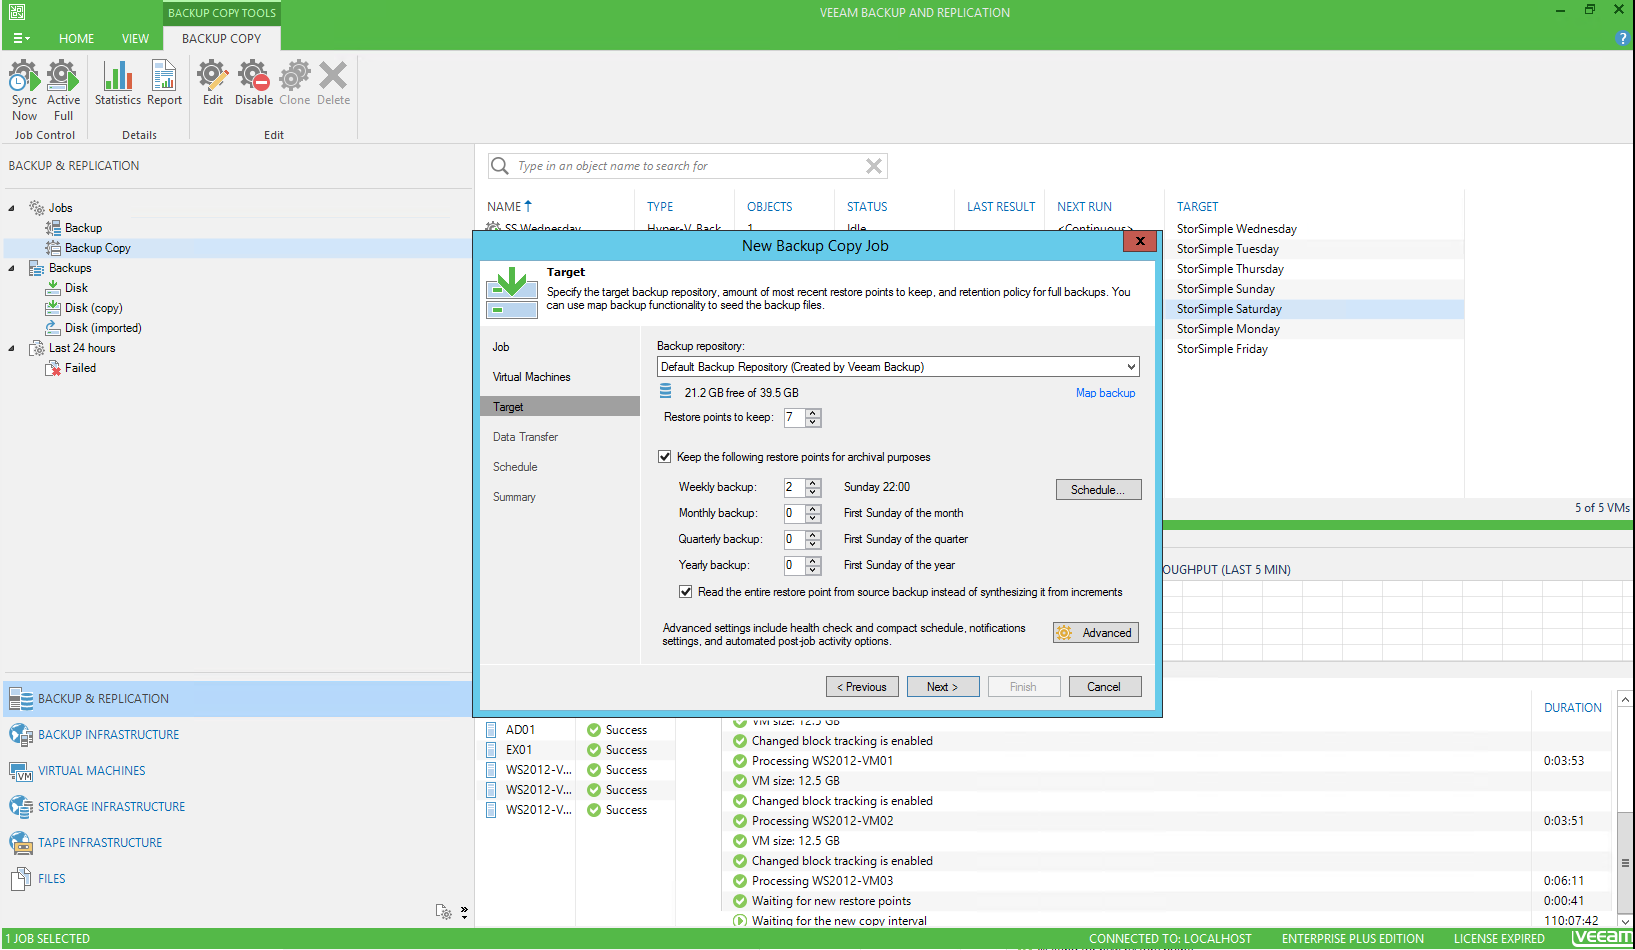 BACKUP COPY TOOLS
VEEAM BACKUP AND REPLICATION
HOME VIEW BACKUP COPY
Sync Now
Active Full
Statistics
Report
Edit
Disable
Clone
Delete
Job Control
Details
Edit
BACKUP & REPLICATION
Jobs
Backup
Backup Copy
Backups
Disk
Disk (copy)
Disk (imported)
Last 24 hours
Failed
BACKUP & REPLICATION
BACKUP INFRASTRUCTURE
VIRTUAL MACHINES
STORAGE INFRASTRUCTURE
TAPE INFRASTRUCTURE
FILES
Type in an object name to search for
NAME TYPE OBJECTS STATUS LAST RESULT NEXT RUN TARGET
SS Wednesday Hyper-V Back 1 Idle <Continuous> StorSimple Wednesday
StorSimple Tuesday
StorSimple Thursday
StorSimple Sunday
StorSimple Saturday
StorSimple Monday
StorSimple Friday
5 of 5 VMs
New Backup Copy Job
X
Target
Specify the target backup repository, amount of most recent restore points to keep, and retention policy for full backups. You
can use map backup functionality to seed the backup files.
Job
Virtual Machines
Target
Data Transfer
Schedule
Summary
Backup repository:
Default Backup Repository (Created by Veeam Backup)
21.2 GB free of 39.5 GB
Map backup
Restore points to keep: 7
Keep the following restore points for archival purposes
Weekly backup: 2 Sunday 22:00
Schedule...
Monthly backup: 0 First Sunday of the month
Quarterly backup: 0 First Sunday of the quarter
Yearly backup: 0 First Sunday of the year
Read the entire restore point from source backup instead of synthesizing it from increments
Advanced settings include health check and compact schedule, notifications
settings, and automated post-job activity options.
Advanced
< Previous
Next >
Finish
Cancel
OUGHPUT (LAST 5 MIN)
DURATION
AD01 Success
EX01 Success
WS2012-V... Success
WS2012-V... Success
WS2012-V... Success
VM size: 12.5 GB
Changed block tracking is enabled
Processing WS2012-VM01 0:03:53
VM size: 12.5 GB
Changed block tracking is enabled
Processing WS2012-VM02 0:03:51
VM size: 12.5 GB
Changed block tracking is enabled
Processing WS2012-VM03 0:06:11
Waiting for new restore points 0:00:41
Waiting for the new copy interval 110:07:42
1 JOB SELECTED
CONNECTED TO: LOCALHOST
ENTERPRISE PLUS EDITION
LICENSE EXPIRED
veeam